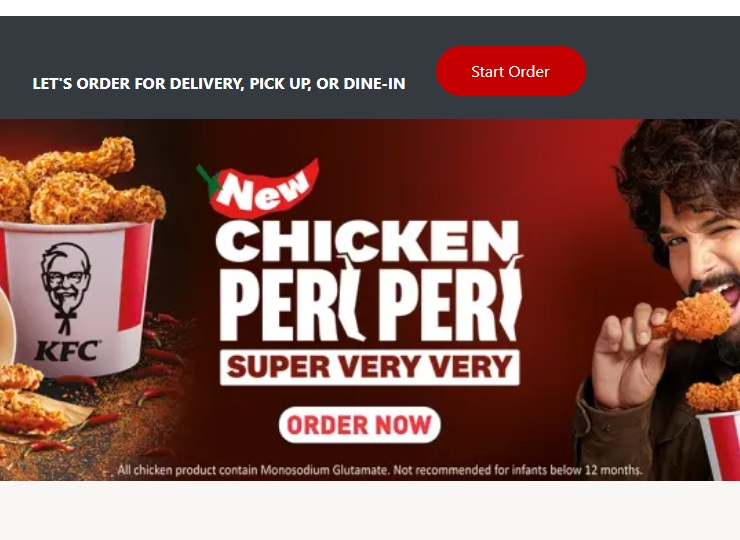 LET'S ORDER FOR DELIVERY, PICK UP, OR DINE-IN
Start Order
New
CHICKEN
PERI PERI
SUPER VERY VERY
KFC
ORDER NOW
All chicken product contain Monosodium Glutamate. Not recommended for infants below 12 months.